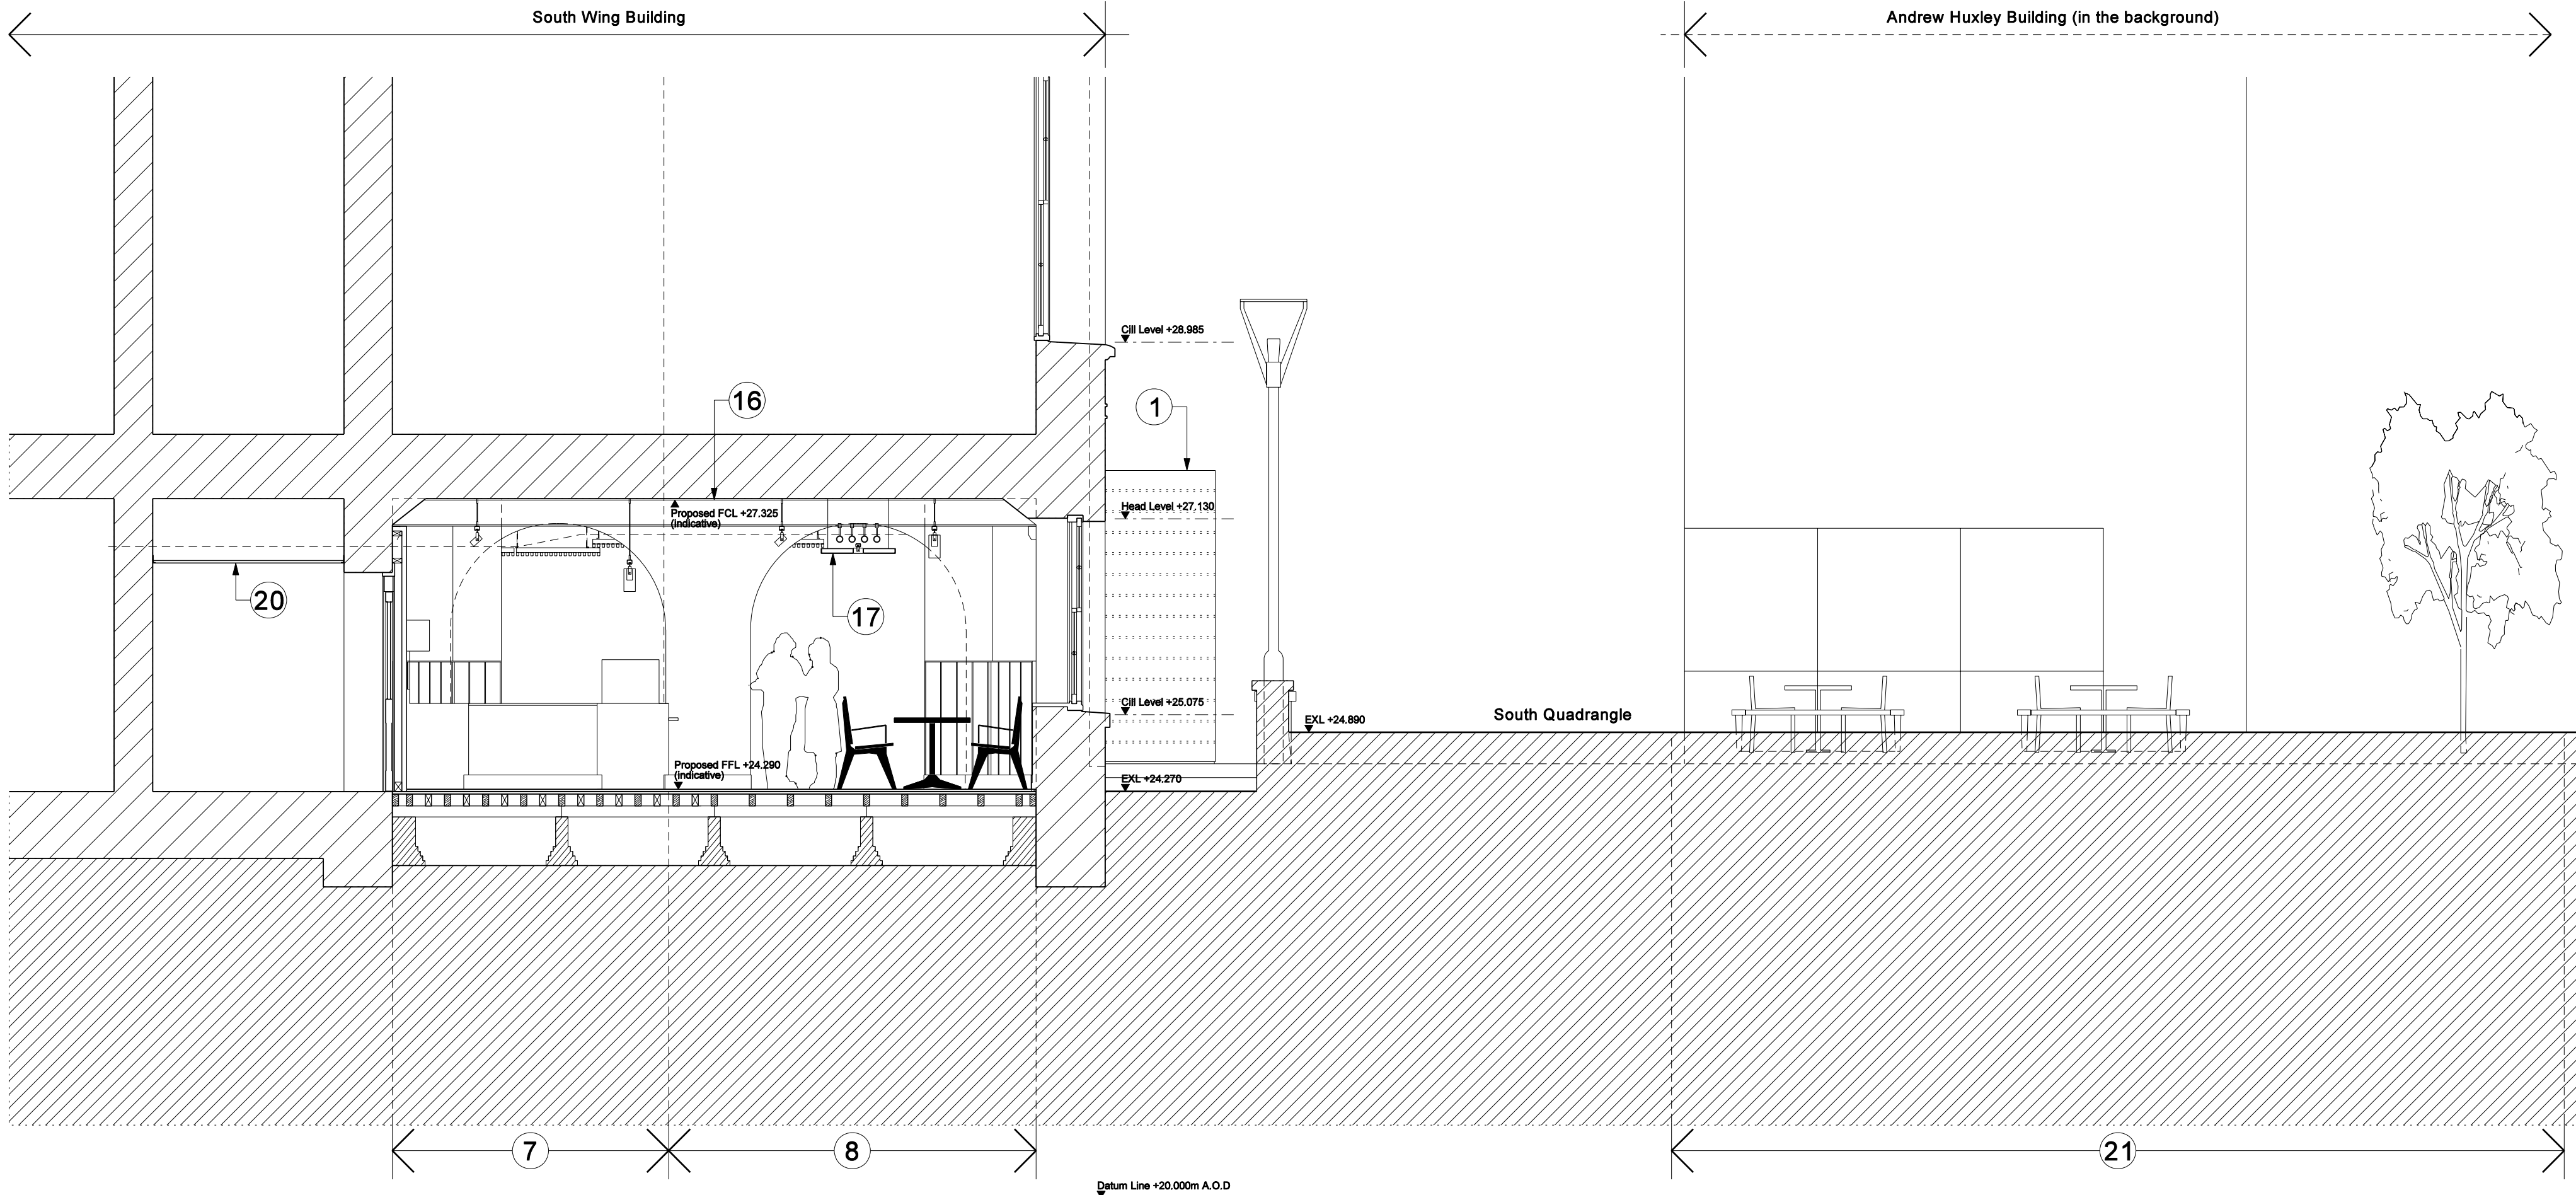 South Wing Building
Andrew Huxley Building (in the background)
Cill Level +28.985
16
1
Head Level +27.130
Proposed FCL +27.325
(indicative)
20
17
Cill Level +25.075
EXL +24.890
South Quadrangle
Proposed FFL +24.290
(indicative)
EXL +24.270
7
8
21
Datum Line +20.000m A.O.D